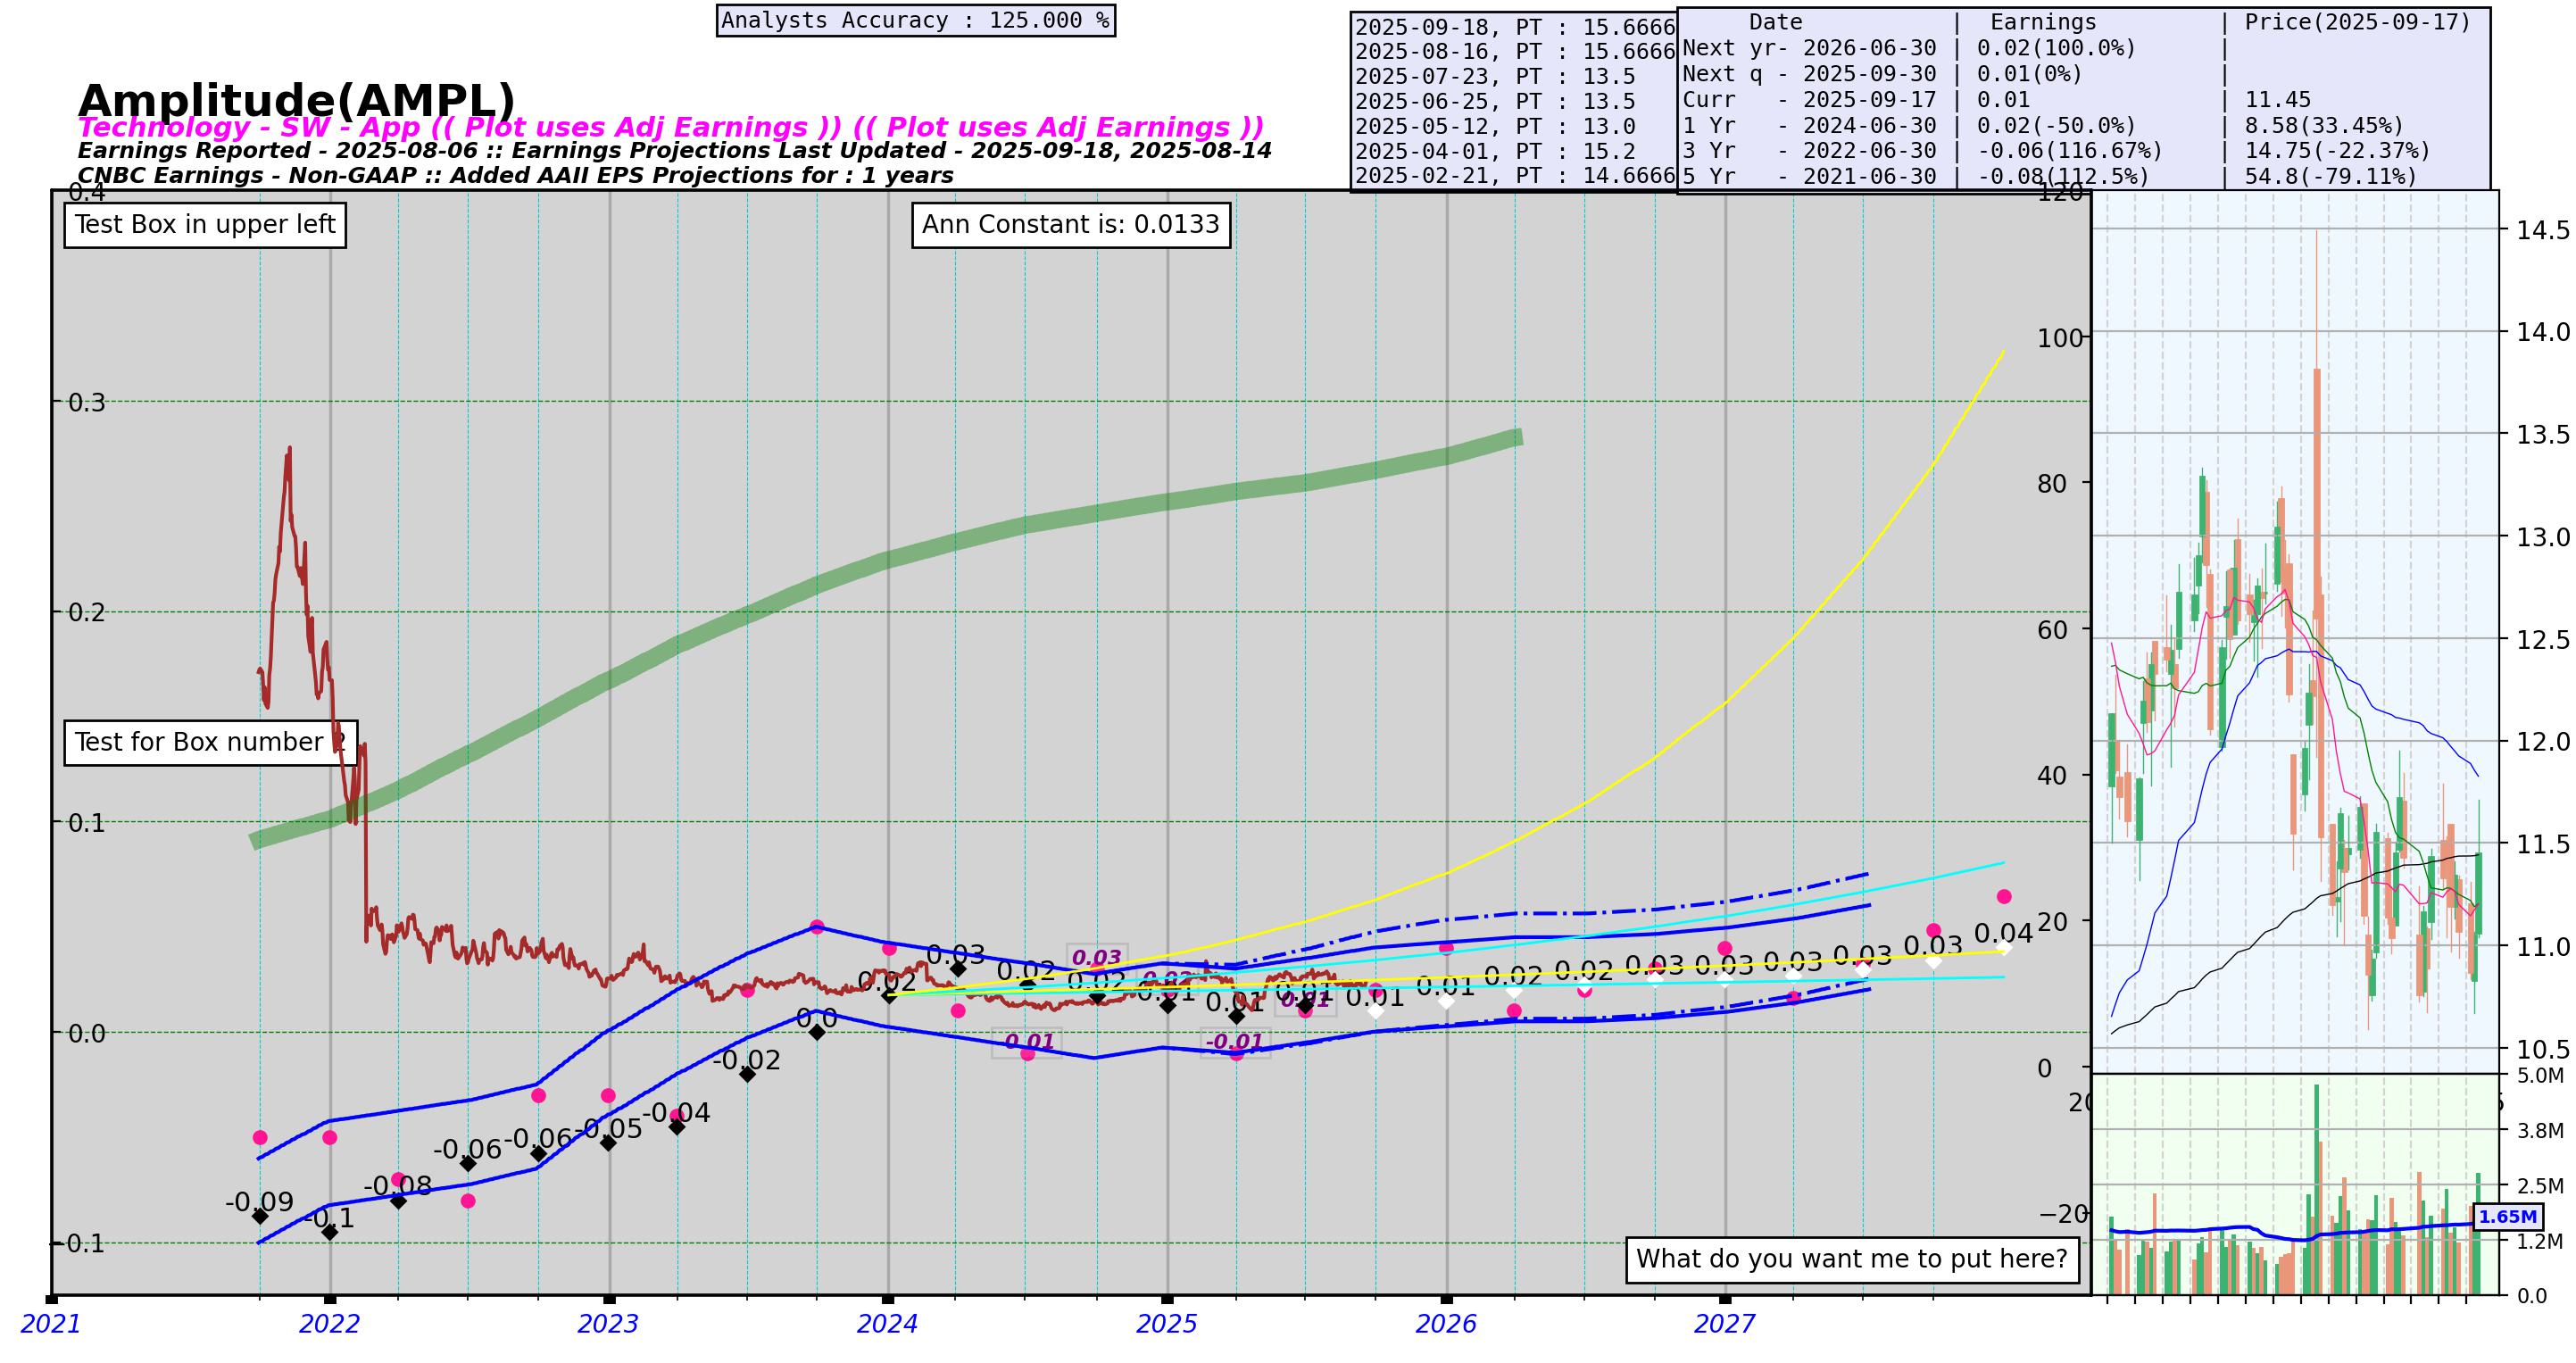 Analysts Accuracy : 125.000 %
2025-09-18, PT : 15.6666
2025-08-16, PT : 15.6666
2025-07-23, PT : 13.5
2025-06-25, PT : 13.5
2025-05-12, PT : 13.0
2025-04-01, PT : 15.2
2025-02-21, PT : 14.6666
Date | Earnings | Price(2025-09-17)
Next yr- 2026-06-30 | 0.02(100.0%) |
Next q - 2025-09-30 | 0.01(0%) |
Curr - 2025-09-17 | 0.01 | 11.45
1 Yr - 2024-06-30 | 0.02(-50.0%) | 8.58(33.45%)
3 Yr - 2022-06-30 | -0.06(116.67%) | 14.75(-22.37%)
5 Yr - 2021-06-30 | -0.08(112.5%) | 54.8(-79.11%)
Amplitude(AMPL)
Technology - SW - App (( Plot uses Adj Earnings )) (( Plot uses Adj Earnings ))
Earnings Reported - 2025-08-06 :: Earnings Projections Last Updated - 2025-09-18, 2025-08-14
CNBC Earnings - Non-GAAP :: Added AAII EPS Projections for : 1 years
Test Box in upper left
Ann Constant is: 0.0133
Test for Box number 2
What do you want me to put here?
0.4
0.3
0.2
0.1
0.0
-0.1
120
100
80
60
40
20
0
−20
-0.09
-0.1
-0.08
-0.06
-0.06
-0.05
-0.04
-0.02
0.0
0.02
0.03
0.02
0.02
0.01
0.01
0.01
0.01
0.01
0.02
0.02
0.03
0.03
0.03
0.03
0.03
0.04
0.03
0.02
-0.01
0.01
14.5
14.0
13.5
13.0
12.5
12.0
11.5
11.0
10.5
5.0M
3.8M
2.5M
1.65M
1.2M
0.0
2021
2022
2023
2024
2025
2026
2027